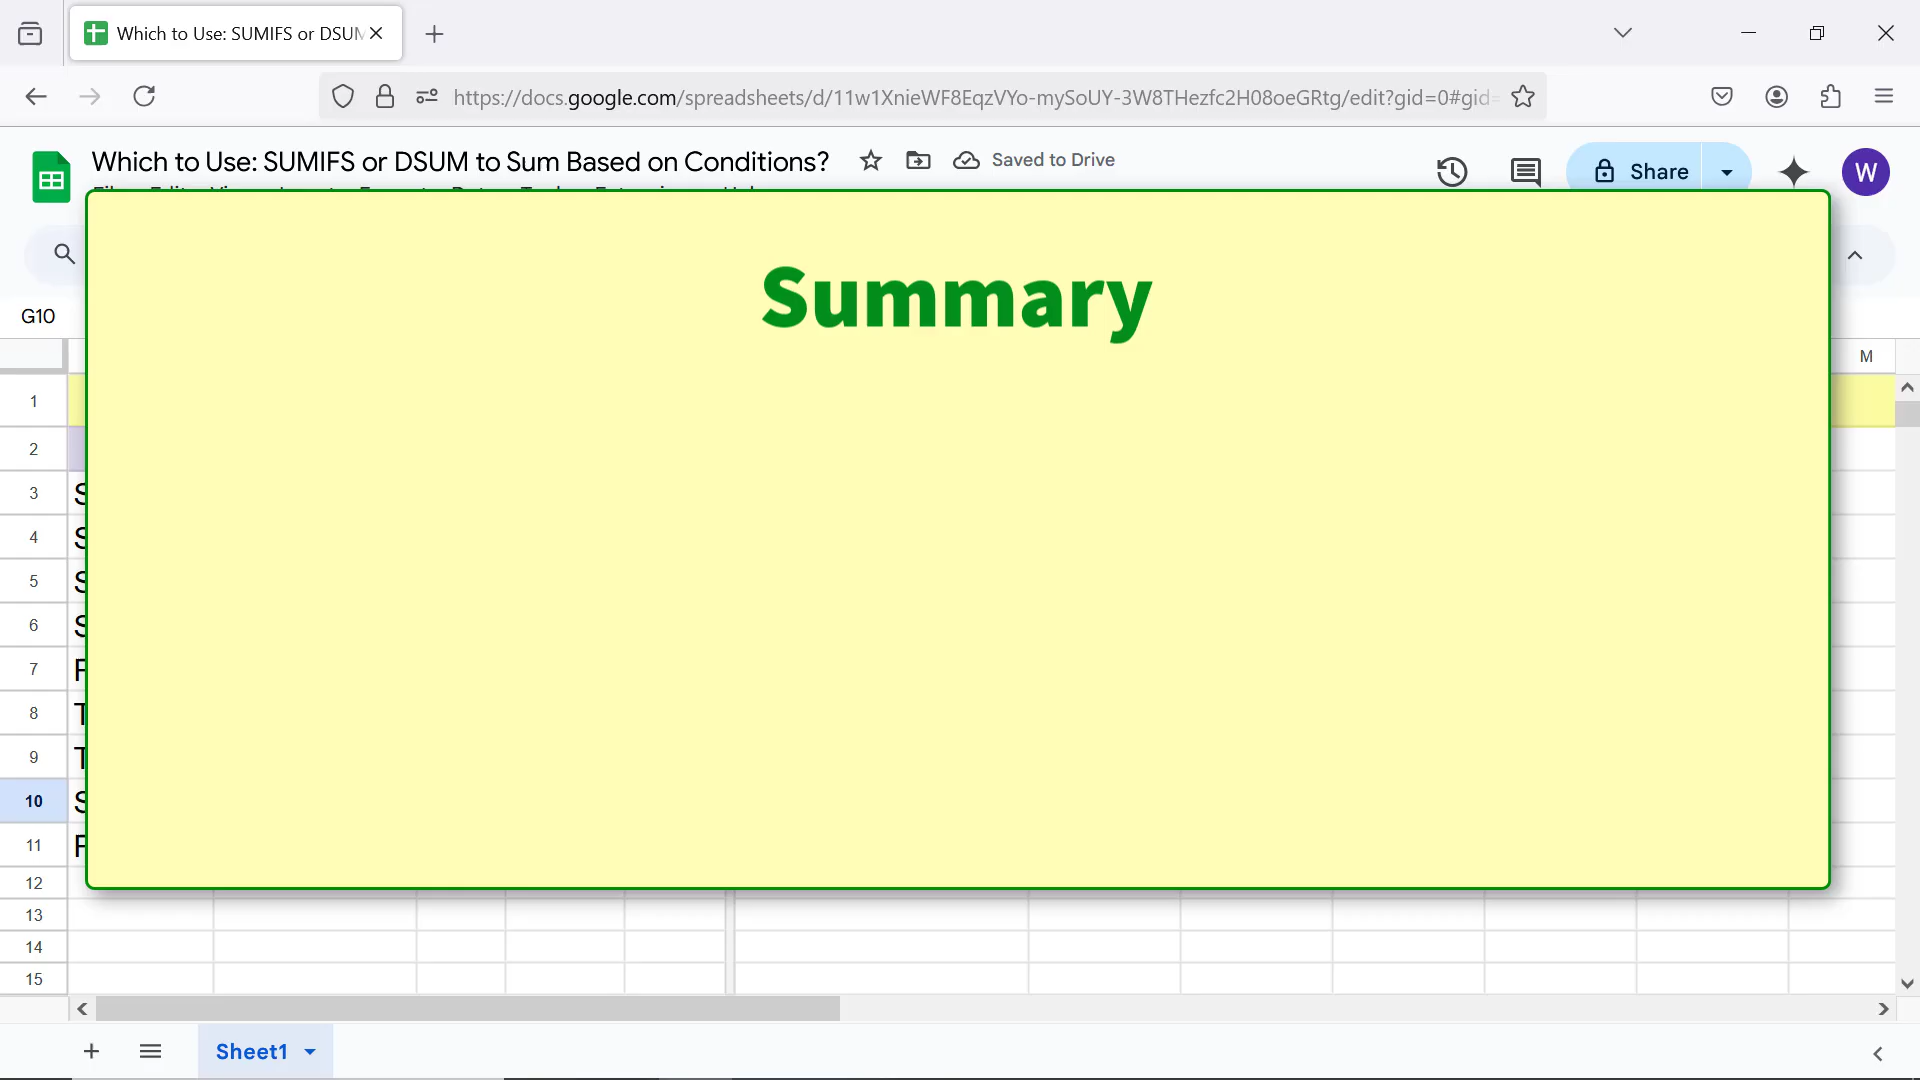 Which to Use: SUMIFS or DSUM
https://docs.google.com/spreadsheets/d/11w1XnieWF8EqzVYo-mySoUY-3W8THezfc2H08oeGRtg/edit?gid=0#gid=
Which to Use: SUMIFS or DSUM to Sum Based on Conditions?
Saved to Drive
Share
W
Summary
G10
M
1
2
3 S
4 S
5 S
6 S
7 F
8 T
9 T
10 S
11 F
12
13
14
15
Sheet1